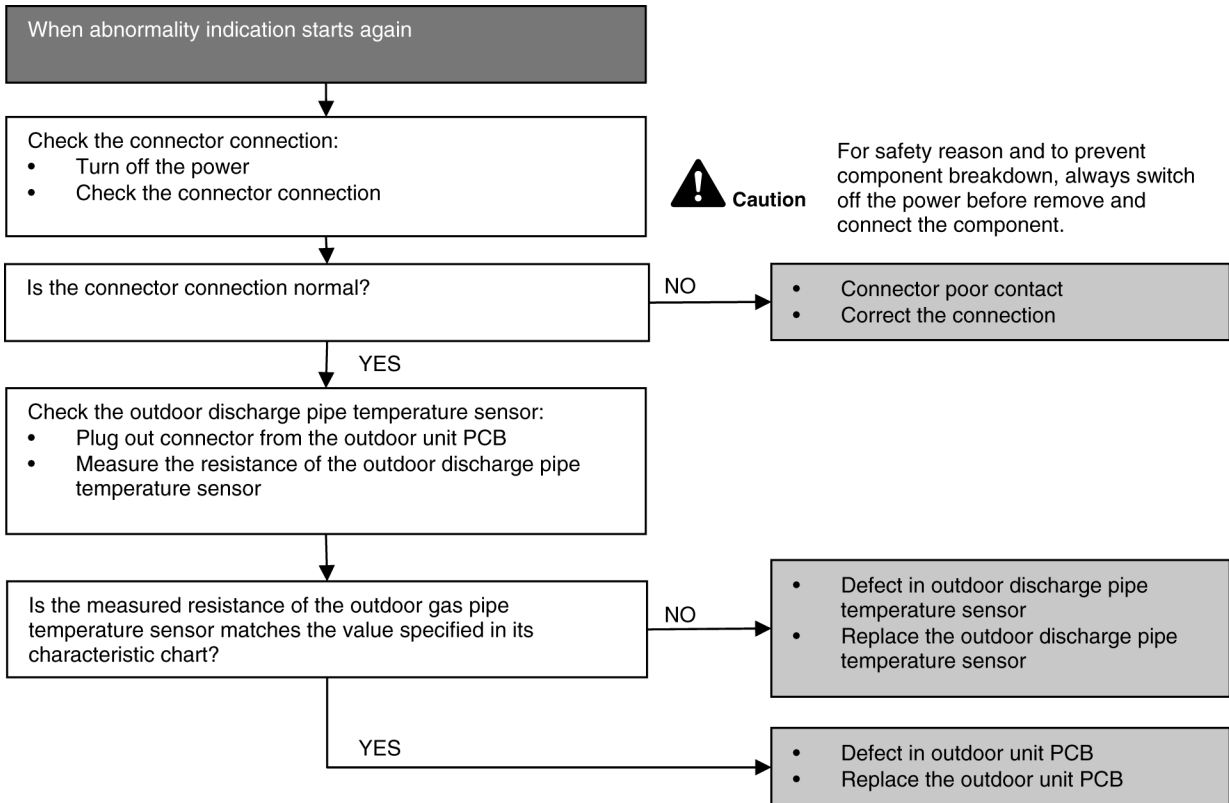 When abnormality indication starts again
Check the connector connection:
• Turn off the power
• Check the connector connection
Caution
For safety reason and to prevent
component breakdown, always switch
off the power before remove and
connect the component.
Is the connector connection normal?
NO
• Connector poor contact
• Correct the connection
YES
Check the outdoor discharge pipe temperature sensor:
• Plug out connector from the outdoor unit PCB
• Measure the resistance of the outdoor discharge pipe
temperature sensor
Is the measured resistance of the outdoor gas pipe
temperature sensor matches the value specified in its
characteristic chart?
NO
• Defect in outdoor discharge pipe
temperature sensor
• Replace the outdoor discharge pipe
temperature sensor
YES
• Defect in outdoor unit PCB
• Replace the outdoor unit PCB